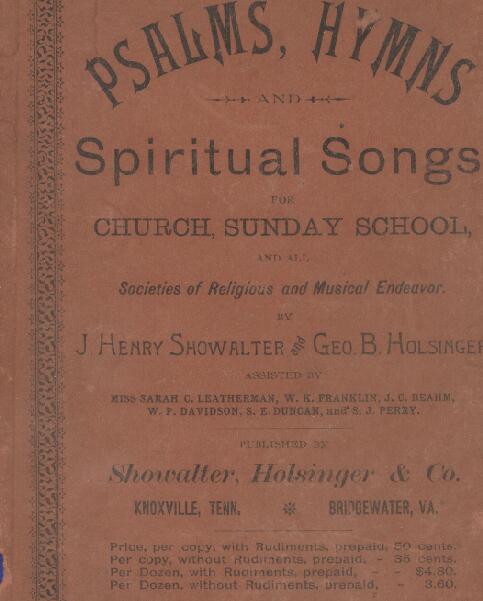 PSALMS, HYMNS
AND
Spiritual Songs
FOR
CHURCH, SUNDAY SCHOOL,
AND ALL
Societies of Religious and Musical Endeavor.
BY
J. HENRY SHOWALTER and GEO. B. HOLSINGER
ASSISTED BY
MISS SARAH C. LEATHERMAN, W. K. FRANKLIN, J. C. BEAHM,
W. P. DAVIDSON, S. E. DUNCAN, and S. J. PERRY.
PUBLISHED BY
Showalter, Holsinger & Co.
KNOXVILLE, TENN. BRIDGEWATER, VA.
Price, per copy, with Rudiments, prepaid, 50 cents.
Per copy, without Rudiments, prepaid, - 35 cents.
Per Dozen, with Rudiments, prepaid, - - $4.80.
Per Dozen, without Rudiments, prepaid, - 3.60.